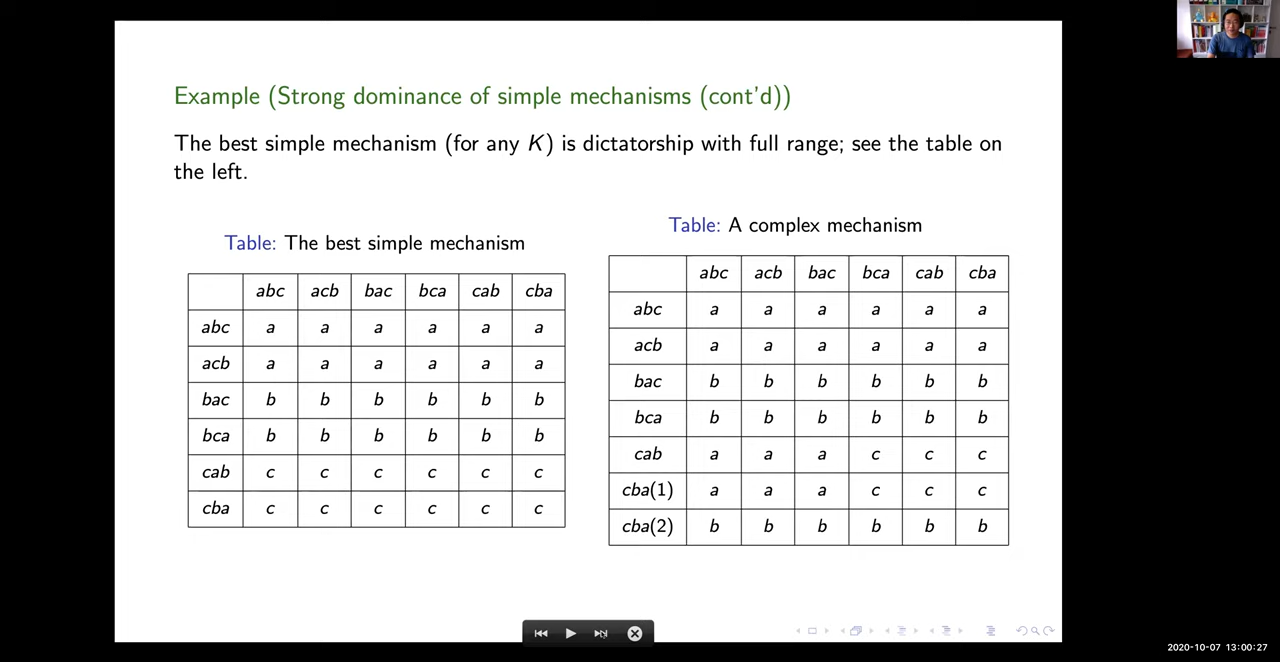 Example (Strong dominance of simple mechanisms (cont'd))
The best simple mechanism (for any K) is dictatorship with full range; see the table on
the left.
Table: The best simple mechanism
abc acb bac bca cab cba
abc a a a a a a
acb a a a a a a
bac b b b b b b
bca b b b b b b
cab c c c c c c
cba c c c c c c
Table: A complex mechanism
abc acb bac bca cab cba
abc a a a a a a
acb a a a a a a
bac b b b b b b
bca b b b b b b
cab a a a c c c
cba(1) a a a c c c
cba(2) b b b b b b
2020-10-07 13:00:27